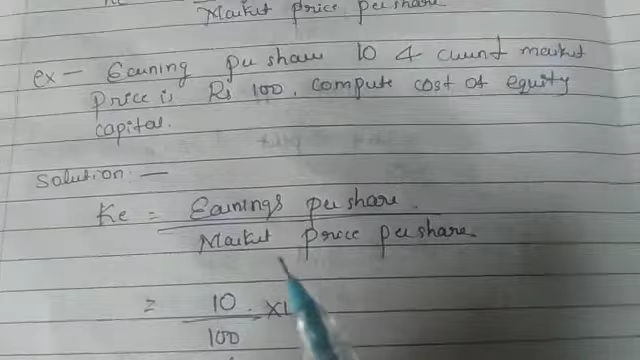 Market price per share
ex - Earning per share 10 & current market
price is Rs 100. compute cost of equity
capital.
Solution: —
Ke = Earnings per share.
Market price per share
= 10 ×1
100